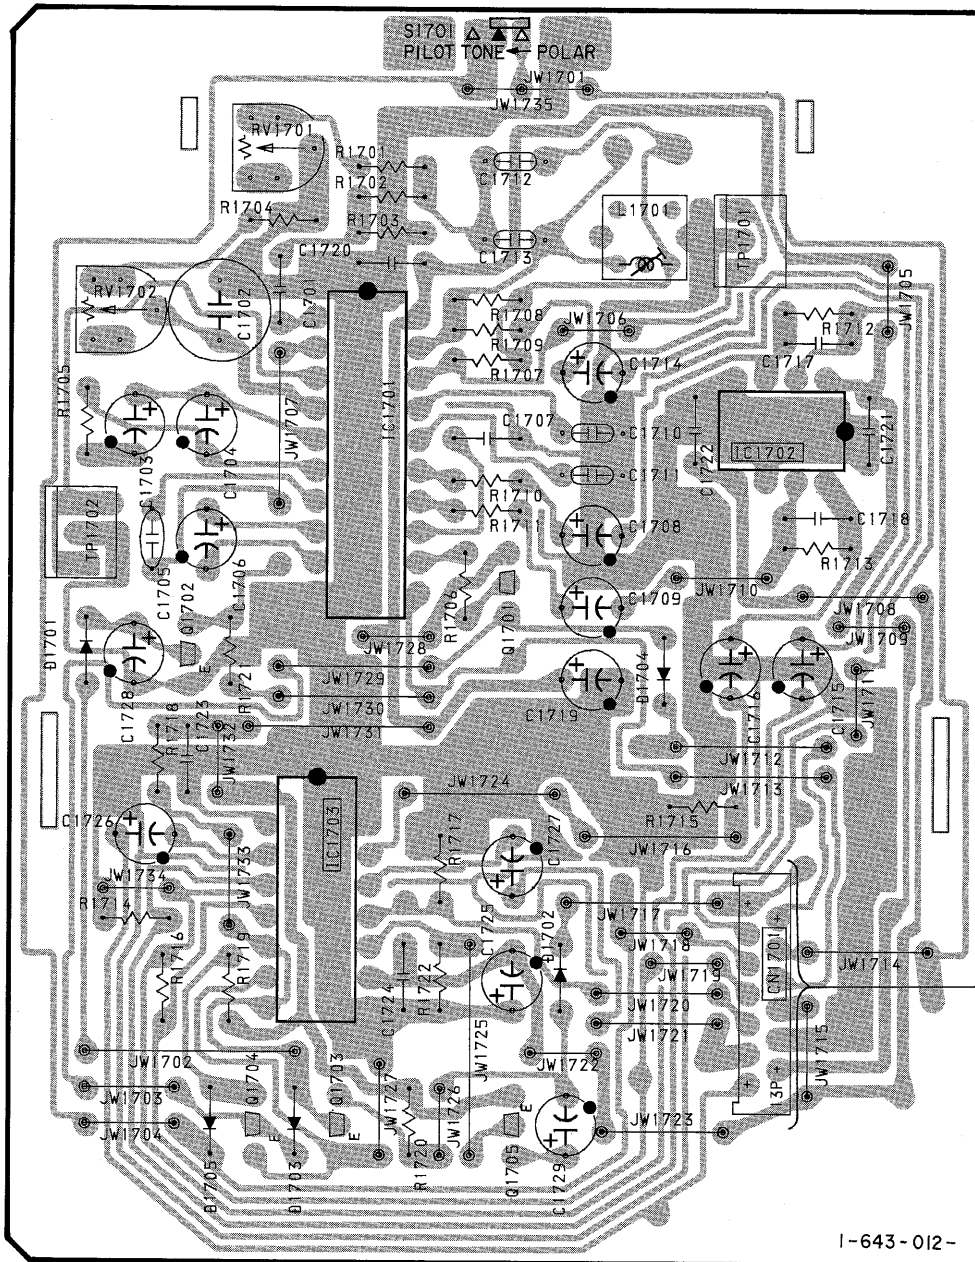 S1701
PILOT TONE ← POLAR
JW1701
JW1735
RV1701
R1701
R1702
C1712
R1704
R1703
L1701
TP1701
C1720
C1713
RV1702
C1702
C1701
JW1705
R1708
JW1706
R1712
R1709
R1705
R1707
C1714
C1717
JW1707
IC1701
C1707
C1710
C1721
IC1702
C1722
C1703
C1704
C1711
R1710
TP1702
R1711
C1708
C1718
R1713
C1705
C1706
Q1702
R1706
Q1701
C1709
JW1710
JW1708
JW1709
D1701
E
JW1728
R1721
JW1729
D1704
C1728
JW1730
C1719
C1716
C1715
JW1711
R1718
C1723
JW1732
JW1731
JW1712
JW1724
JW1713
C1726
IC1703
R1717
C1727
R1715
JW1716
JW1733
JW1734
R1714
JW1717
R1716
R1719
C1725
D1702
JW1718
CN1701
JW1714
JW1719
C1724
R1722
JW1720
JW1725
JW1721
JW1715
JW1702
Q1704
Q1703
JW1722
JW1703
JW1727
JW1726
E
13P
JW1704
E
E
JW1723
D1705
D1703
R1720
Q1705
C1729
1-643-012-